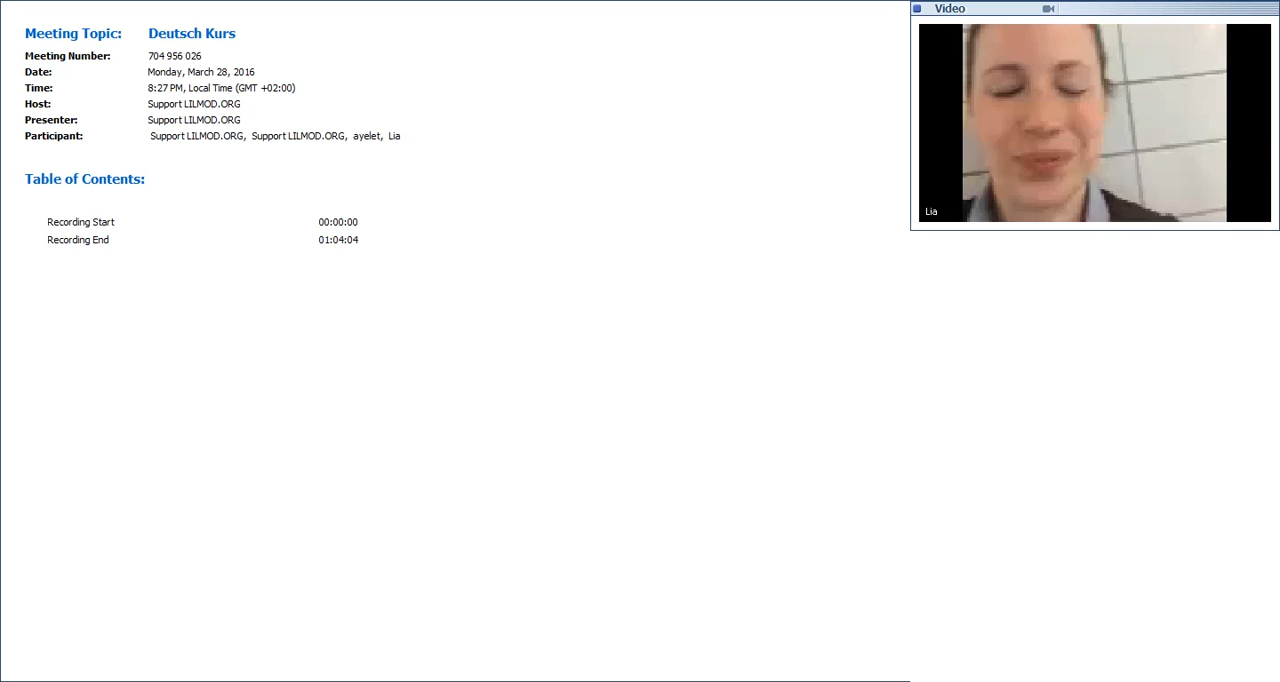 Meeting Topic: Deutsch Kurs
Meeting Number: 704 956 026
Date: Monday, March 28, 2016
Time: 8:27 PM, Local Time (GMT +02:00)
Host: Support LILMOD.ORG
Presenter: Support LILMOD.ORG
Participant: Support LILMOD.ORG, Support LILMOD.ORG, ayelet, Lia
Table of Contents:
Recording Start 00:00:00
Recording End 01:04:04
Video
Lia